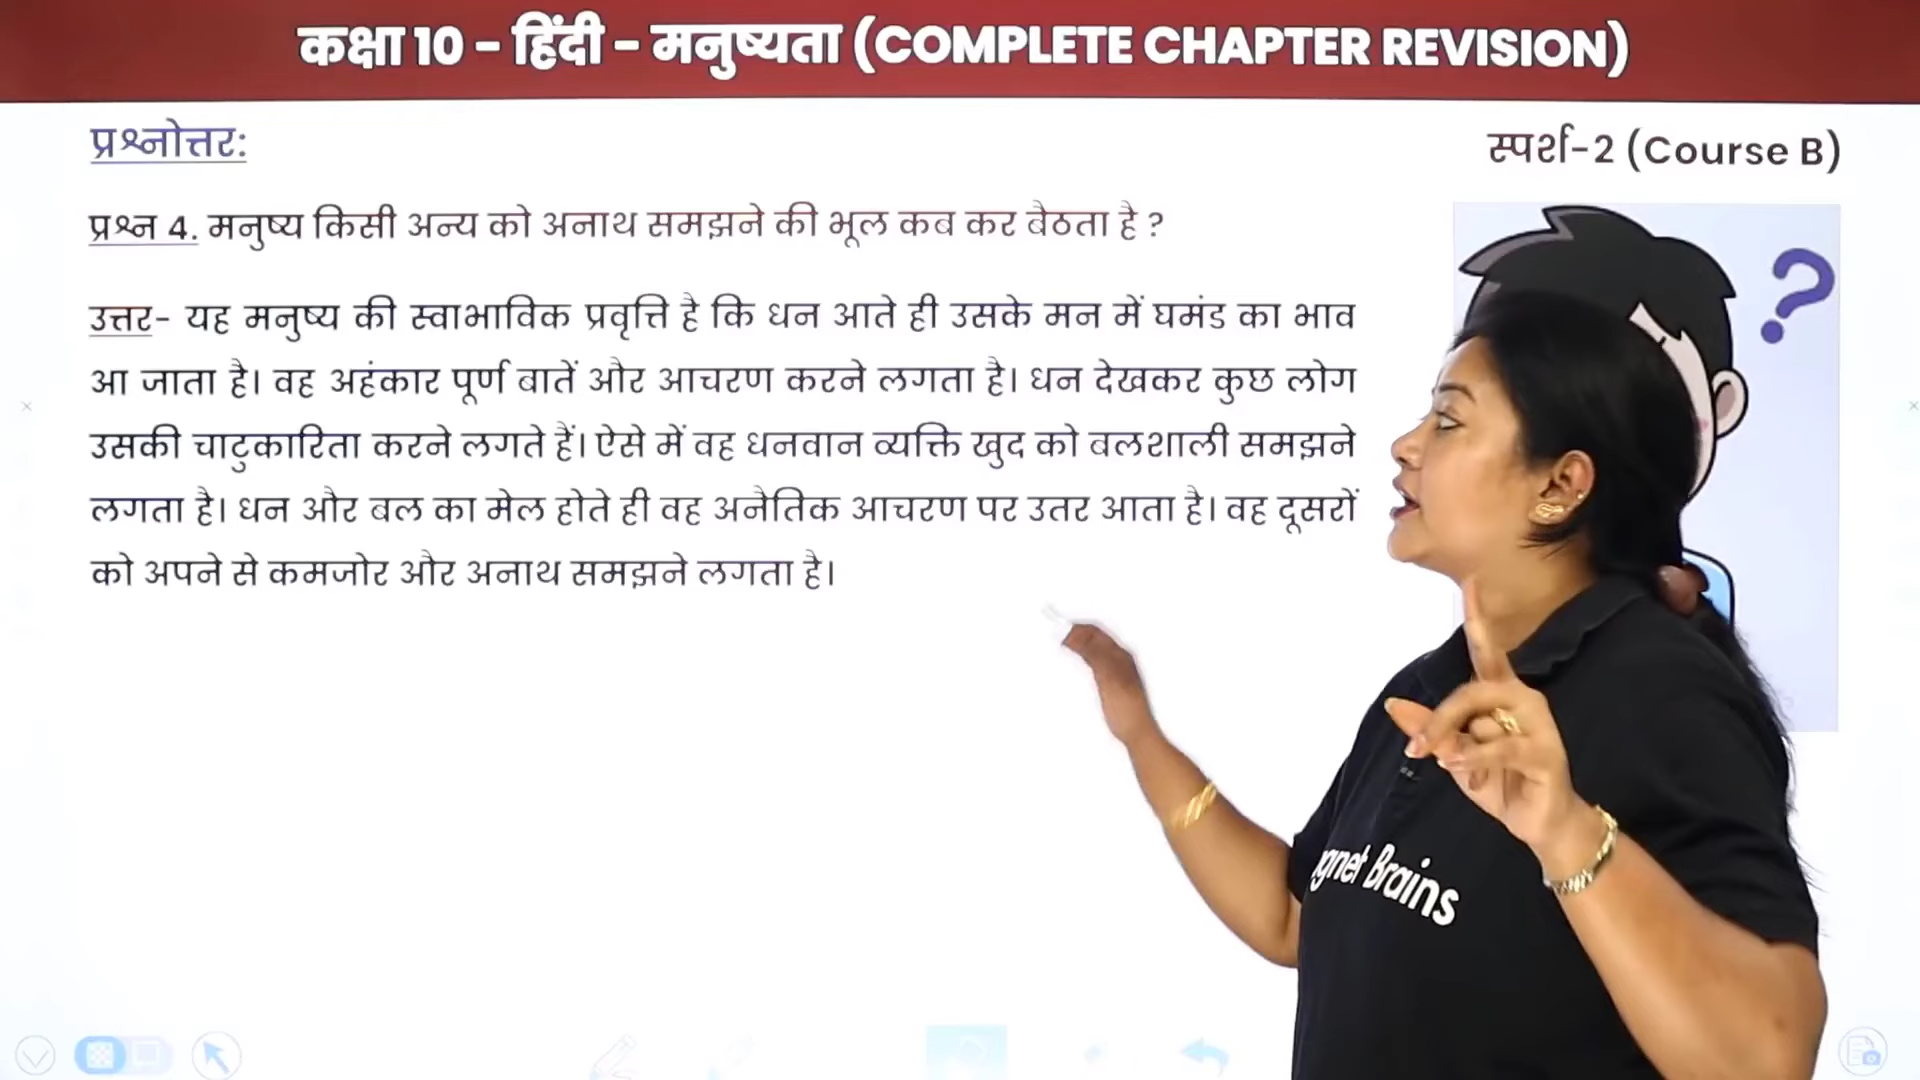 कक्षा 10 - हिंदी - मनुष्यता (COMPLETE CHAPTER REVISION)
प्रश्नोत्तर:
स्पर्श-2 (Course B)
प्रश्न 4. मनुष्य किसी अन्य को अनाथ समझने की भूल कब कर बैठता है ?
उत्तर- यह मनुष्य की स्वाभाविक प्रवृत्ति है कि धन आते ही उसके मन में घमंड का भाव
आ जाता है। वह अहंकार पूर्ण बातें और आचरण करने लगता है। धन देखकर कुछ लोग
उसकी चाटुकारिता करने लगते हैं। ऐसे में वह धनवान व्यक्ति खुद को बलशाली समझने
लगता है। धन और बल का मेल होते ही वह अनैतिक आचरण पर उतर आता है। वह दूसरों
को अपने से कमजोर और अनाथ समझने लगता है।
?
gnet Brains